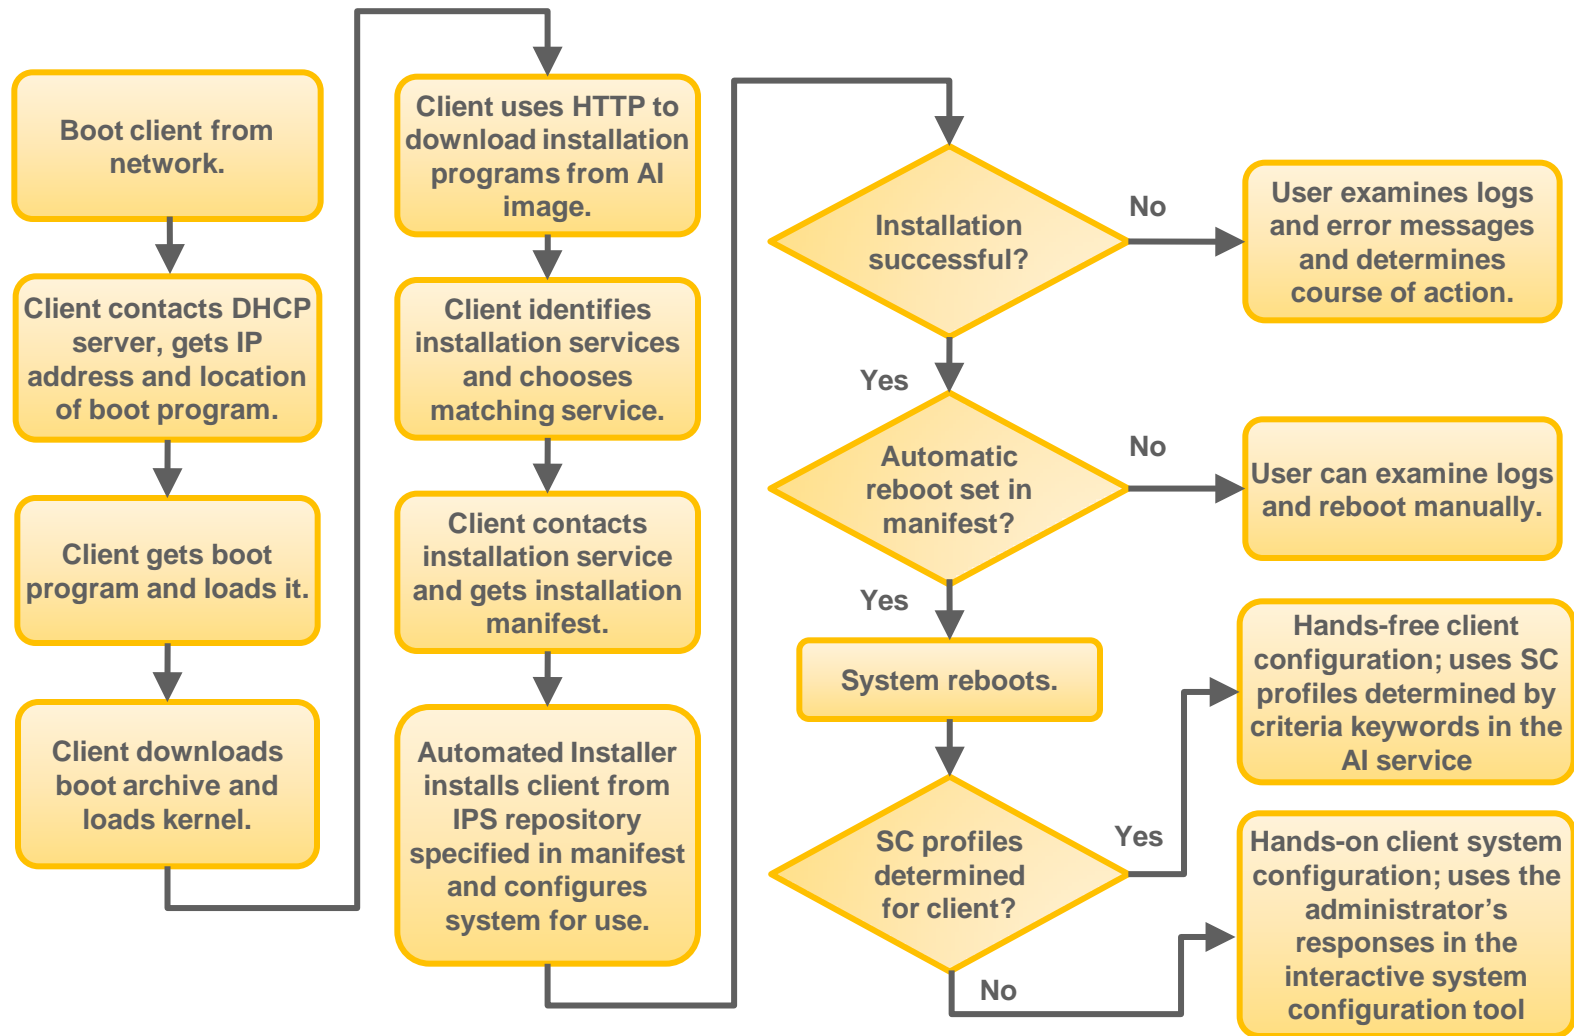 Boot client from
network.
Client contacts DHCP
server, gets IP
address and location
of boot program.
Client gets boot
program and loads it.
Client downloads
boot archive and
loads kernel.
Client uses HTTP to
download installation
programs from AI
image.
Client identifies
installation services
and chooses
matching service.
Client contacts
installation service
and gets installation
manifest.
Automated Installer
installs client from
IPS repository
specified in manifest
and configures
system for use.
Installation
successful?
No
User examines logs
and error messages
and determines
course of action.
Yes
Automatic
reboot set in
manifest?
No
User can examine logs
and reboot manually.
Yes
System reboots.
SC profiles
determined
for client?
Yes
Hands-free client
configuration; uses SC
profiles determined by
criteria keywords in the
AI service
No
Hands-on client system
configuration; uses the
administrator’s
responses in the
interactive system
configuration tool